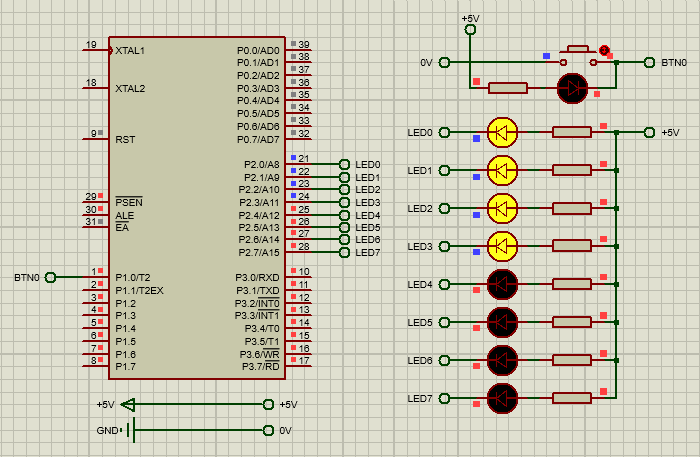 +5V
19 XTAL1 P0.0/AD0 39
P0.1/AD1 38
P0.2/AD2 37
18 XTAL2 P0.3/AD3 36
P0.4/AD4 35
P0.5/AD5 34
P0.6/AD6 33
9 RST P0.7/AD7 32
P2.0/A8 21 LED0
P2.1/A9 22 LED1
P2.2/A10 23 LED2
29 PSEN P2.3/A11 24 LED3
30 ALE P2.4/A12 25 LED4
31 EA P2.5/A13 26 LED5
P2.6/A14 27 LED6
P2.7/A15 28 LED7
BTN0 1 P1.0/T2 P3.0/RXD 10
2 P1.1/T2EX P3.1/TXD 11
3 P1.2 P3.2/INT0 12
4 P1.3 P3.3/INT1 13
5 P1.4 P3.4/T0 14
6 P1.5 P3.5/T1 15
7 P1.6 P3.6/WR 16
8 P1.7 P3.7/RD 17
+5V +5V
GND 0V
0V BTN0
LED0 +5V
LED1
LED2
LED3
LED4
LED5
LED6
LED7